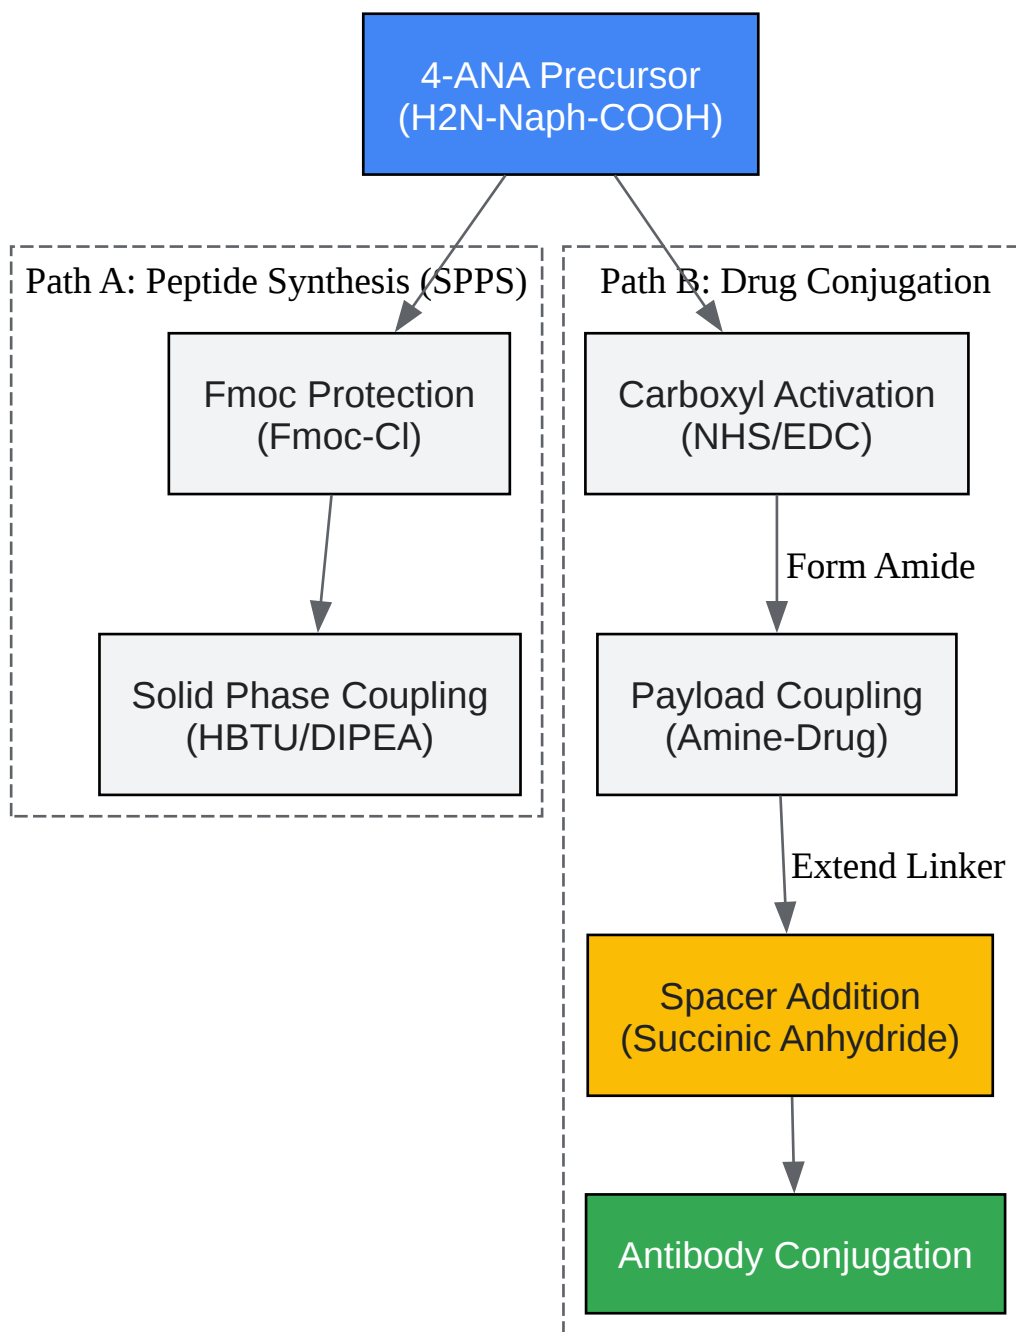 4-ANA Precursor
(H2N-Naph-COOH)
Path A: Peptide Synthesis (SPPS)
Fmoc Protection
(Fmoc-Cl)
Solid Phase Coupling
(HBTU/DIPEA)
Path B: Drug Conjugation
Carboxyl Activation
(NHS/EDC)
Form Amide
Payload Coupling
(Amine-Drug)
Extend Linker
Spacer Addition
(Succinic Anhydride)
Antibody Conjugation